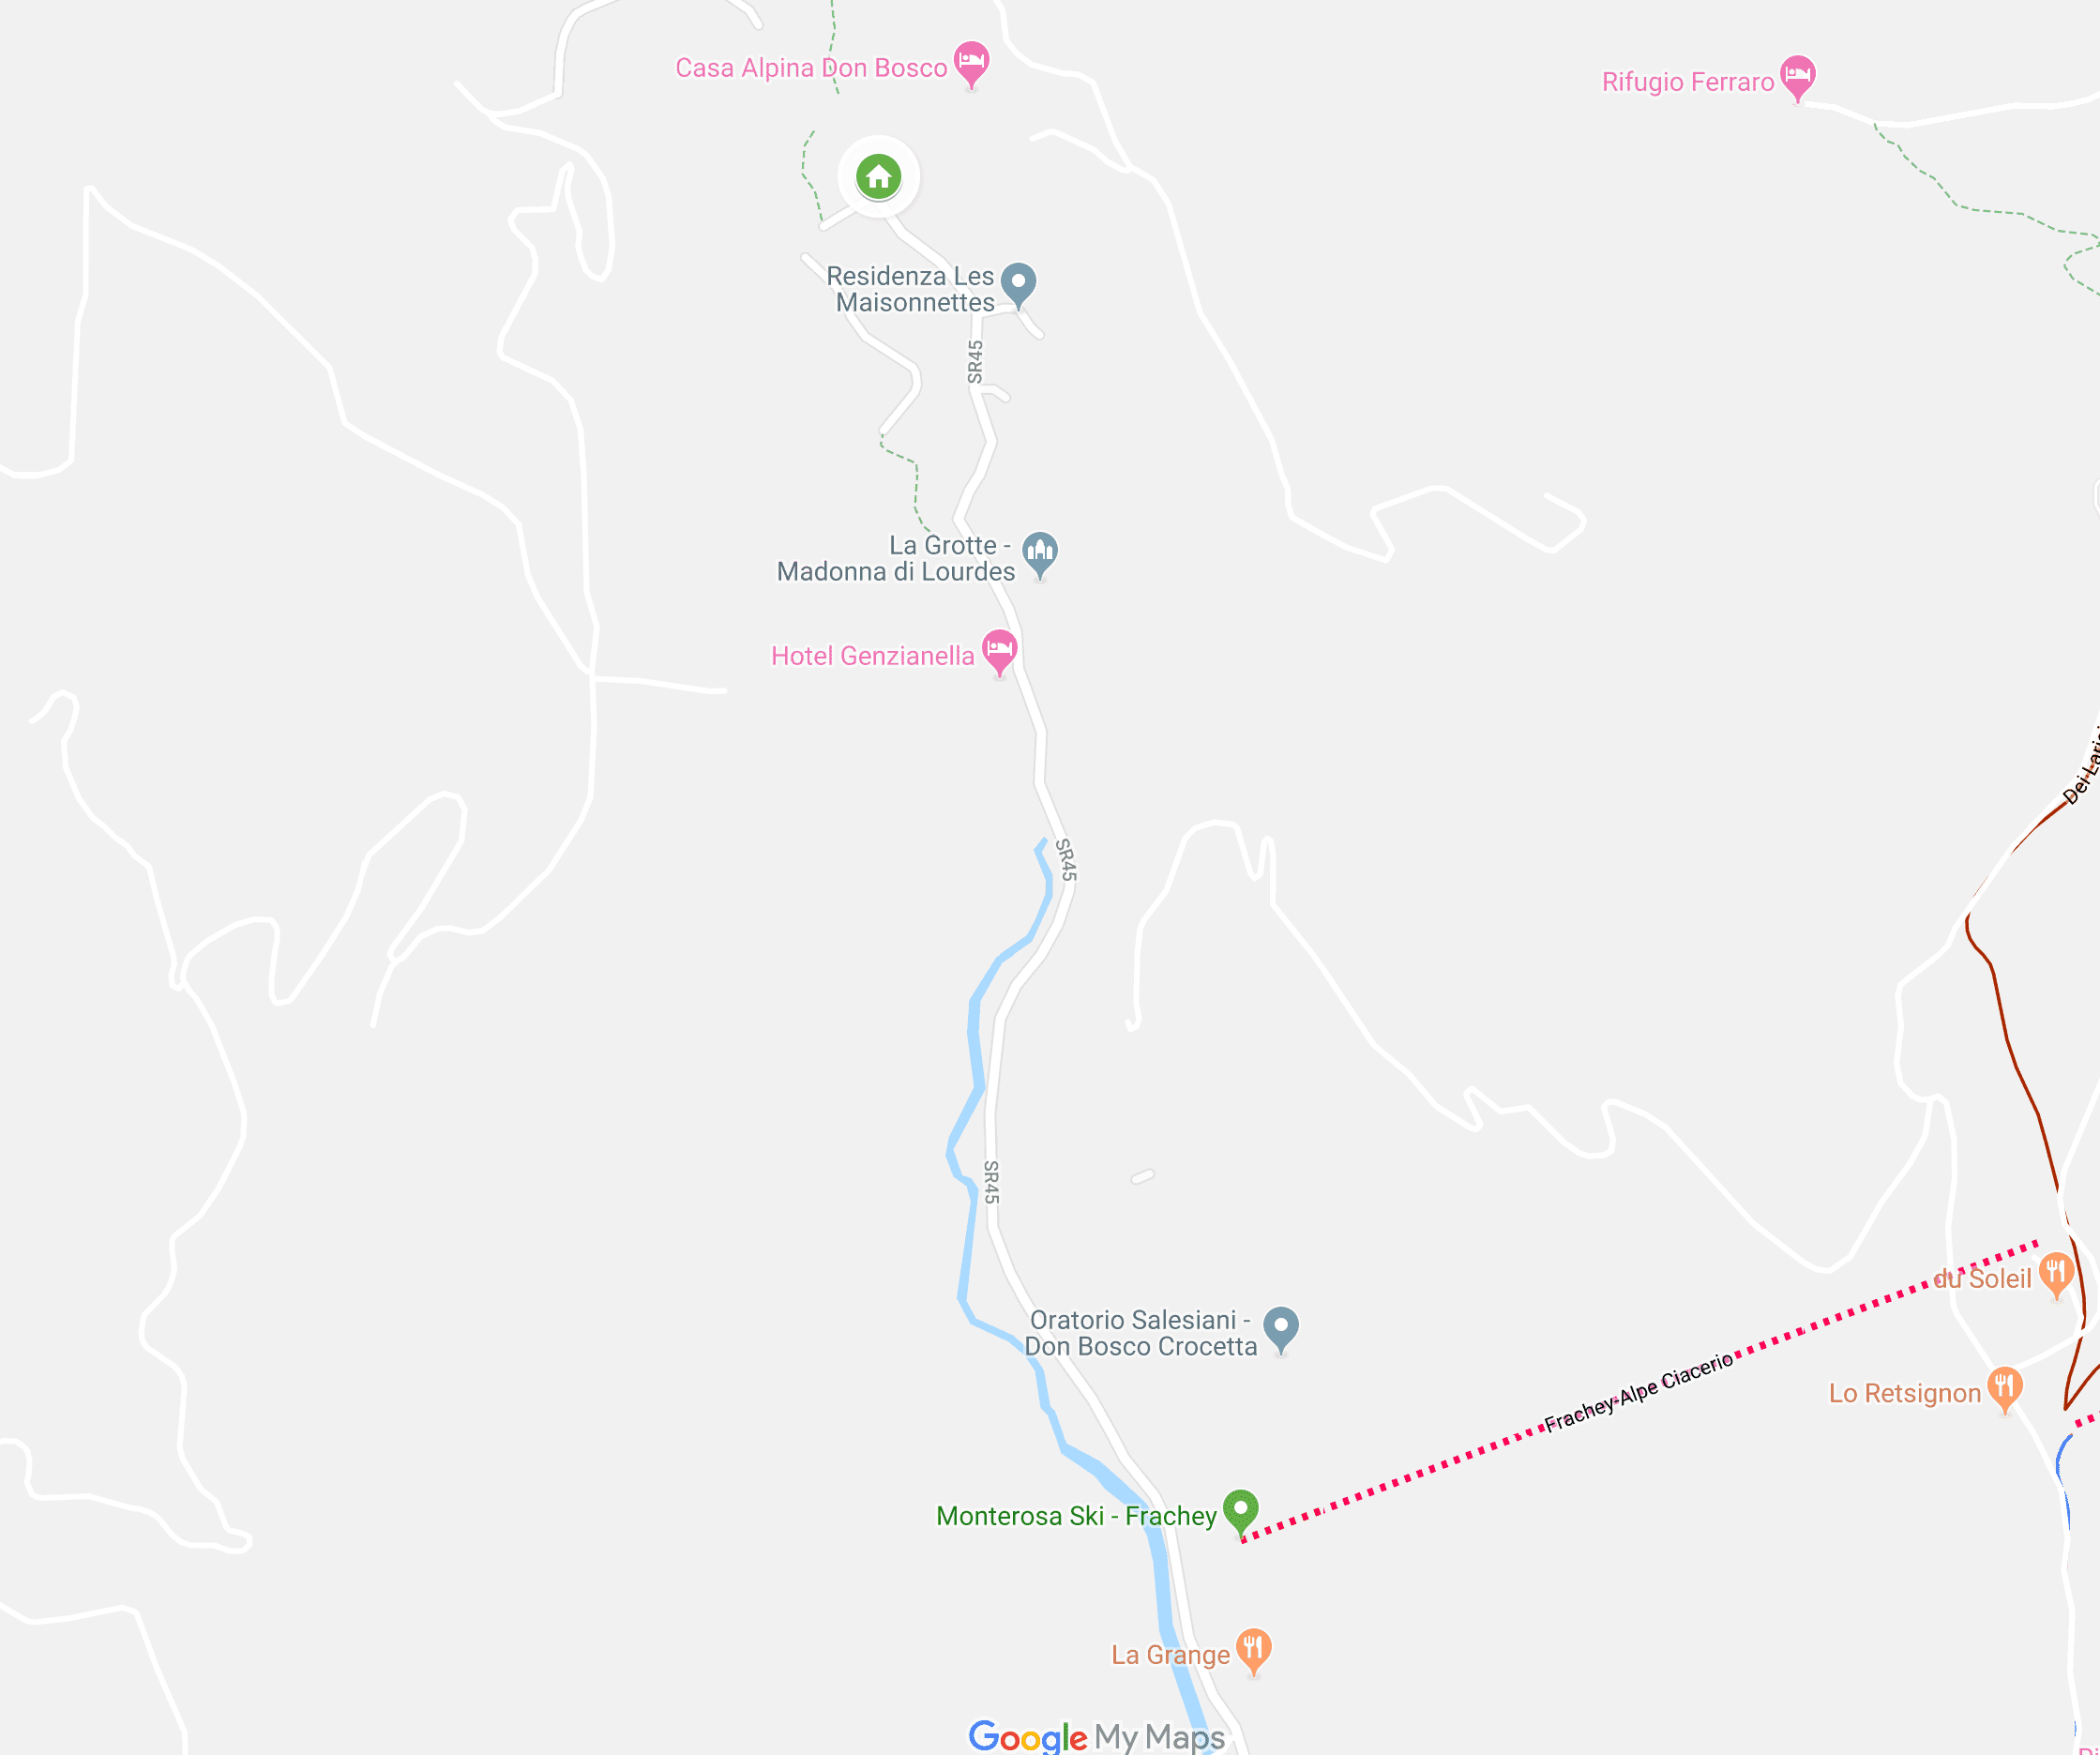 Casa Alpina Don Bosco
Rifugio Ferraro
Residenza Les
Maisonnettes
SR45
La Grotte -
Madonna di Lourdes
Hotel Genzianella
SR45
SR45
du Soleil
Oratorio Salesiani -
Don Bosco Crocetta
Frachey-Alpe Ciacerio
Lo Retsignon
Monterosa Ski - Frachey
La Grange
Google My Maps